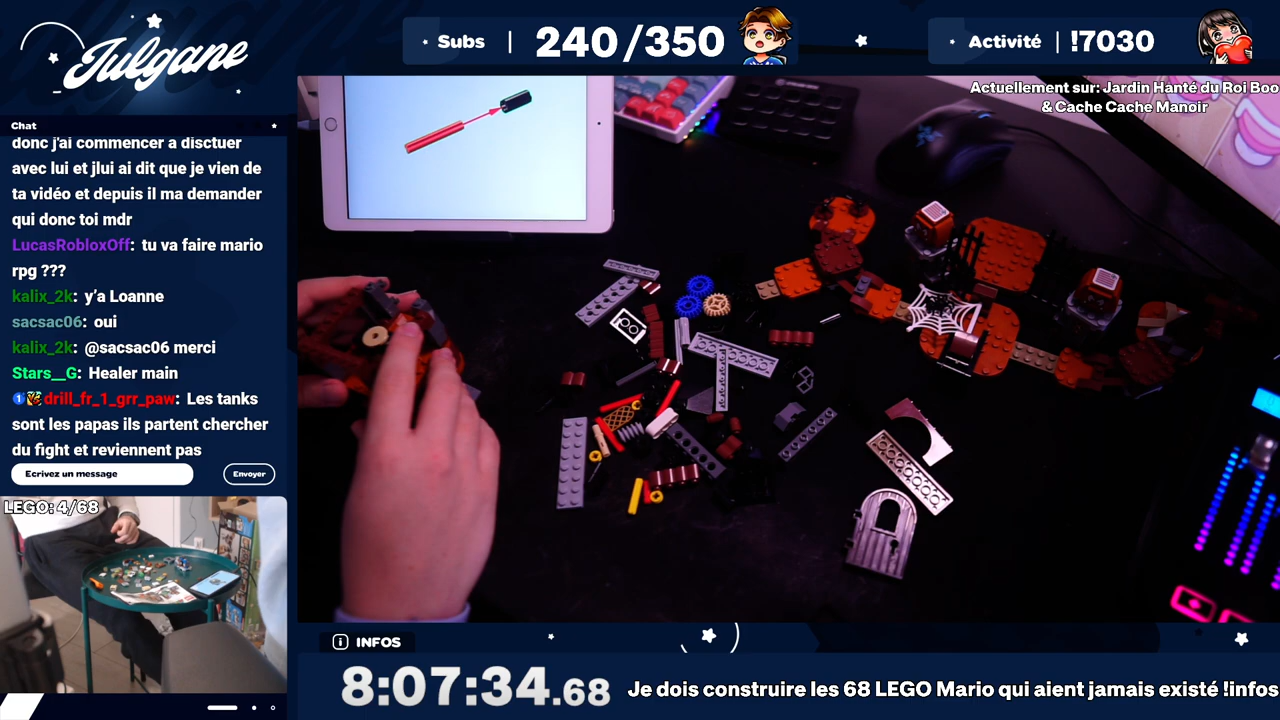 Julgane
Subs | 240/350
Activité | !7030
Actuellement sur: Jardin Hanté du Roi Boo
& Cache Cache Manoir
Chat
donc j'ai commencer a disctuer
avec lui et jlui ai dit que je vien de
ta vidéo et depuis il ma demander
qui donc toi mdr
LucasRobloxOff: tu va faire mario
rpg ???
kalix_2k: y'a Loanne
sacsac06: oui
kalix_2k: @sacsac06 merci
Stars__G: Healer main
drill_fr_1_grr_paw: Les tanks
sont les papas ils partent chercher
du fight et reviennent pas
Ecrivez un message
Envoyer
LEGO: 4/68
INFOS
8:07:34.68
Je dois construire les 68 LEGO Mario qui aient jamais existé !infos